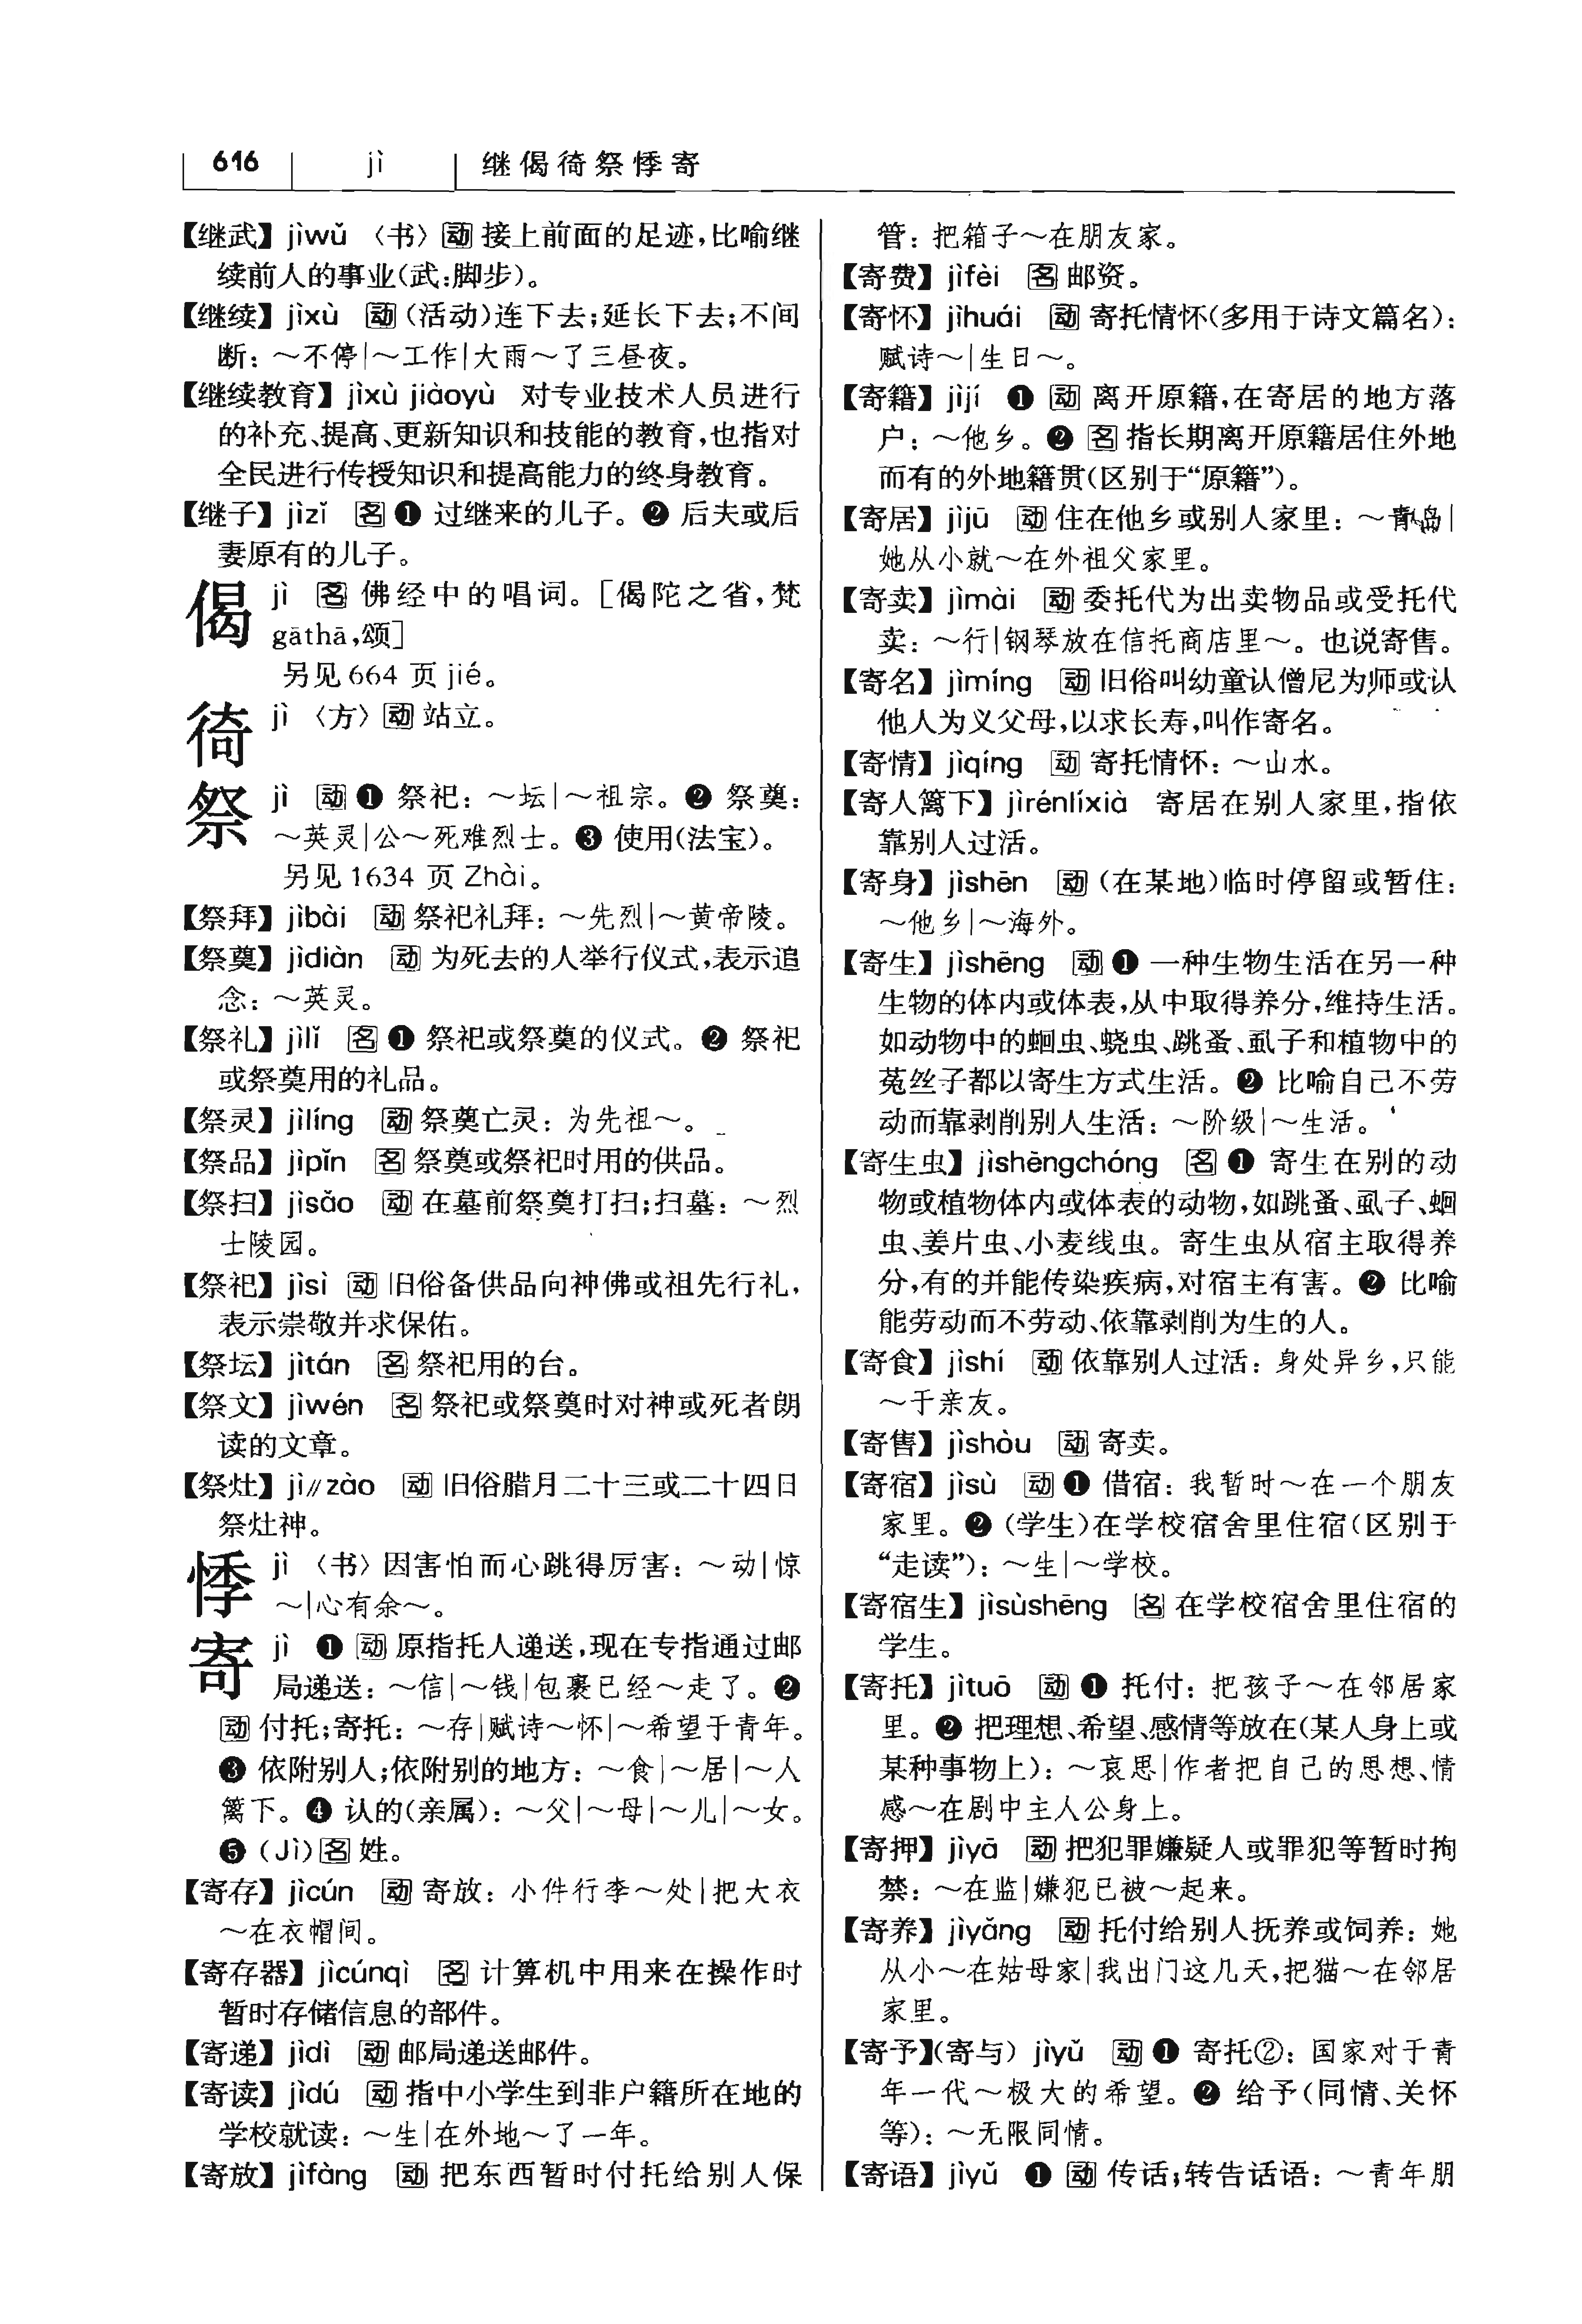 616 jì 继偈徛祭悸寄
【继武】 jìwǔ 〈书〉 动 接上前面的足迹,比喻继
续前人的事业(武:脚步)。
【继续】 jìxù 动 (活动)连下去;延长下去;不间
断：～不停|～工作|大雨～了三昼夜。
【继续教育】 jìxù jiàoyù 对专业技术人员进行
的补充、提高、更新知识和技能的教育,也指对
全民进行传授知识和提高能力的终身教育。
【继子】 jìzǐ 名 ❶ 过继来的儿子。❷ 后夫或后
妻原有的儿子。
偈 jì 名 佛经中的唱词。[偈陀之省,梵
gāthā,颂]
另见 664 页 jié。
徛 jì 〈方〉 动 站立。
祭 jì 动 ❶ 祭祀：～坛|～祖宗。❷ 祭奠：
～英灵|公～死难烈士。❸ 使用(法宝)。
另见 1634 页 Zhài。
【祭拜】 jìbài 动 祭祀礼拜：～先烈|～黄帝陵。
【祭奠】 jìdiàn 动 为死去的人举行仪式,表示追
念：～英灵。
【祭礼】 jìlǐ 名 ❶ 祭祀或祭奠的仪式。❷ 祭祀
或祭奠用的礼品。
【祭灵】 jìlíng 动 祭奠亡灵：为先祖～。
【祭品】 jìpǐn 名 祭奠或祭祀时用的供品。
【祭扫】 jìsǎo 动 在墓前祭奠打扫;扫墓：～烈
士陵园。
【祭祀】 jìsì 动 旧俗备供品向神佛或祖先行礼,
表示崇敬并求保佑。
【祭坛】 jìtán 名 祭祀用的台。
【祭文】 jìwén 名 祭祀或祭奠时对神或死者朗
读的文章。
【祭灶】 jì//zào 动 旧俗腊月二十三或二十四日
祭灶神。
悸 jì 〈书〉因害怕而心跳得厉害：～动|惊
～|心有余～。
寄 jì ❶ 动 原指托人递送,现在专指通过邮
局递送：～信|～钱|包裹已经～走了。❷
动 付托;寄托：～存|赋诗～怀|～希望于青年。
❸ 依附别人;依附别的地方：～食|～居|～人
篱下。❹ 认的(亲属)：～父|～母|～儿|～女。
❺ (Jì) 名 姓。
【寄存】 jìcún 动 寄放：小件行李～处|把大衣
～在衣帽间。
【寄存器】 jìcúnqì 名 计算机中用来在操作时
暂时存储信息的部件。
【寄递】 jìdì 动 邮局递送邮件。
【寄读】 jìdú 动 指中小学生到非户籍所在地的
学校就读：～生|在外地～了一年。
【寄放】 jìfàng 动 把东西暂时付托给别人保
管：把箱子～在朋友家。
【寄费】 jìfèi 名 邮资。
【寄怀】 jìhuái 动 寄托情怀(多用于诗文篇名)：
赋诗～|生日～。
【寄籍】 jìjí ❶ 动 离开原籍,在寄居的地方落
户：～他乡。❷ 名 指长期离开原籍居住外地
而有的外地籍贯(区别于“原籍”)。
【寄居】 jìjū 动 住在他乡或别人家里：～青岛|
她从小就～在外祖父家里。
【寄卖】 jìmài 动 委托代为出卖物品或受托代
卖：～行|钢琴放在信托商店里～。也说寄售。
【寄名】 jìmíng 动 旧俗叫幼童认僧尼为师或认
他人为义父母,以求长寿,叫作寄名。
【寄情】 jìqíng 动 寄托情怀：～山水。
【寄人篱下】 jìrénlíxià 寄居在别人家里,指依
靠别人过活。
【寄身】 jìshēn 动 (在某地)临时停留或暂住：
～他乡|～海外。
【寄生】 jìshēng 动 ❶ 一种生物生活在另一种
生物的体内或体表,从中取得养分,维持生活。
如动物中的蛔虫、蛲虫、跳蚤、虱子和植物中的
菟丝子都以寄生方式生活。❷ 比喻自己不劳
动而靠剥削别人生活：～阶级|～生活。
【寄生虫】 jìshēngchóng 名 ❶ 寄生在别的动
物或植物体内或体表的动物,如跳蚤、虱子、蛔
虫、姜片虫、小麦线虫。寄生虫从宿主取得养
分,有的并能传染疾病,对宿主有害。❷ 比喻
能劳动而不劳动、依靠剥削为生的人。
【寄食】 jìshí 动 依靠别人过活：身处异乡,只能
～于亲友。
【寄售】 jìshòu 动 寄卖。
【寄宿】 jìsù 动 ❶ 借宿：我暂时～在一个朋友
家里。❷ (学生)在学校宿舍里住宿(区别于
“走读”)：～生|～学校。
【寄宿生】 jìsùshēng 名 在学校宿舍里住宿的
学生。
【寄托】 jìtuō 动 ❶ 托付：把孩子～在邻居家
里。❷ 把理想、希望、感情等放在(某人身上或
某种事物上)：～哀思|作者把自己的思想、情
感～在剧中主人公身上。
【寄押】 jìyā 动 把犯罪嫌疑人或罪犯等暂时拘
禁：～在监|嫌犯已被～起来。
【寄养】 jìyǎng 动 托付给别人抚养或饲养：她
从小～在姑母家|我出门这几天,把猫～在邻居
家里。
【寄予】(寄与) jìyǔ 动 ❶ 寄托②：国家对于青
年一代～极大的希望。❷ 给予(同情、关怀
等)：～无限同情。
【寄语】 jìyǔ ❶ 动 传话;转告话语：～青年朋